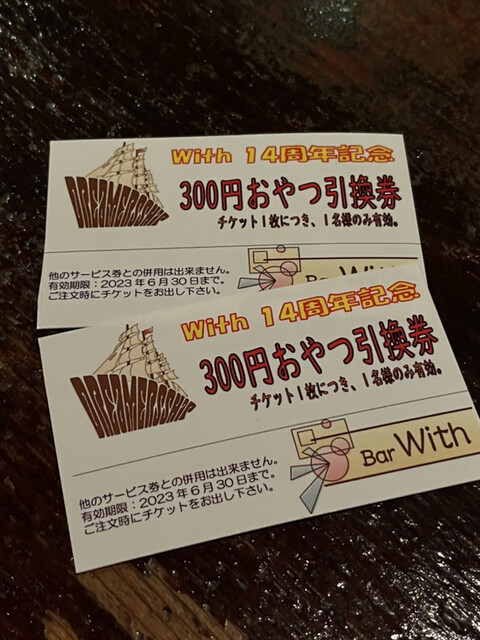 With 14周年記念
300円おやつ引換券
チケット1枚につき、1名様のみ有効。
他のサービス券との併用は出来ません。
有効期限：2023年6月30日まで。
ご注文時にチケットをお出し下さい。
Bar With
With 14周年記念
300円おやつ引換券
チケット1枚につき、1名様のみ有効。
他のサービス券との併用は出来ません。
有効期限：2023年6月30日まで。
ご注文時にチケットをお出し下さい。
Bar With